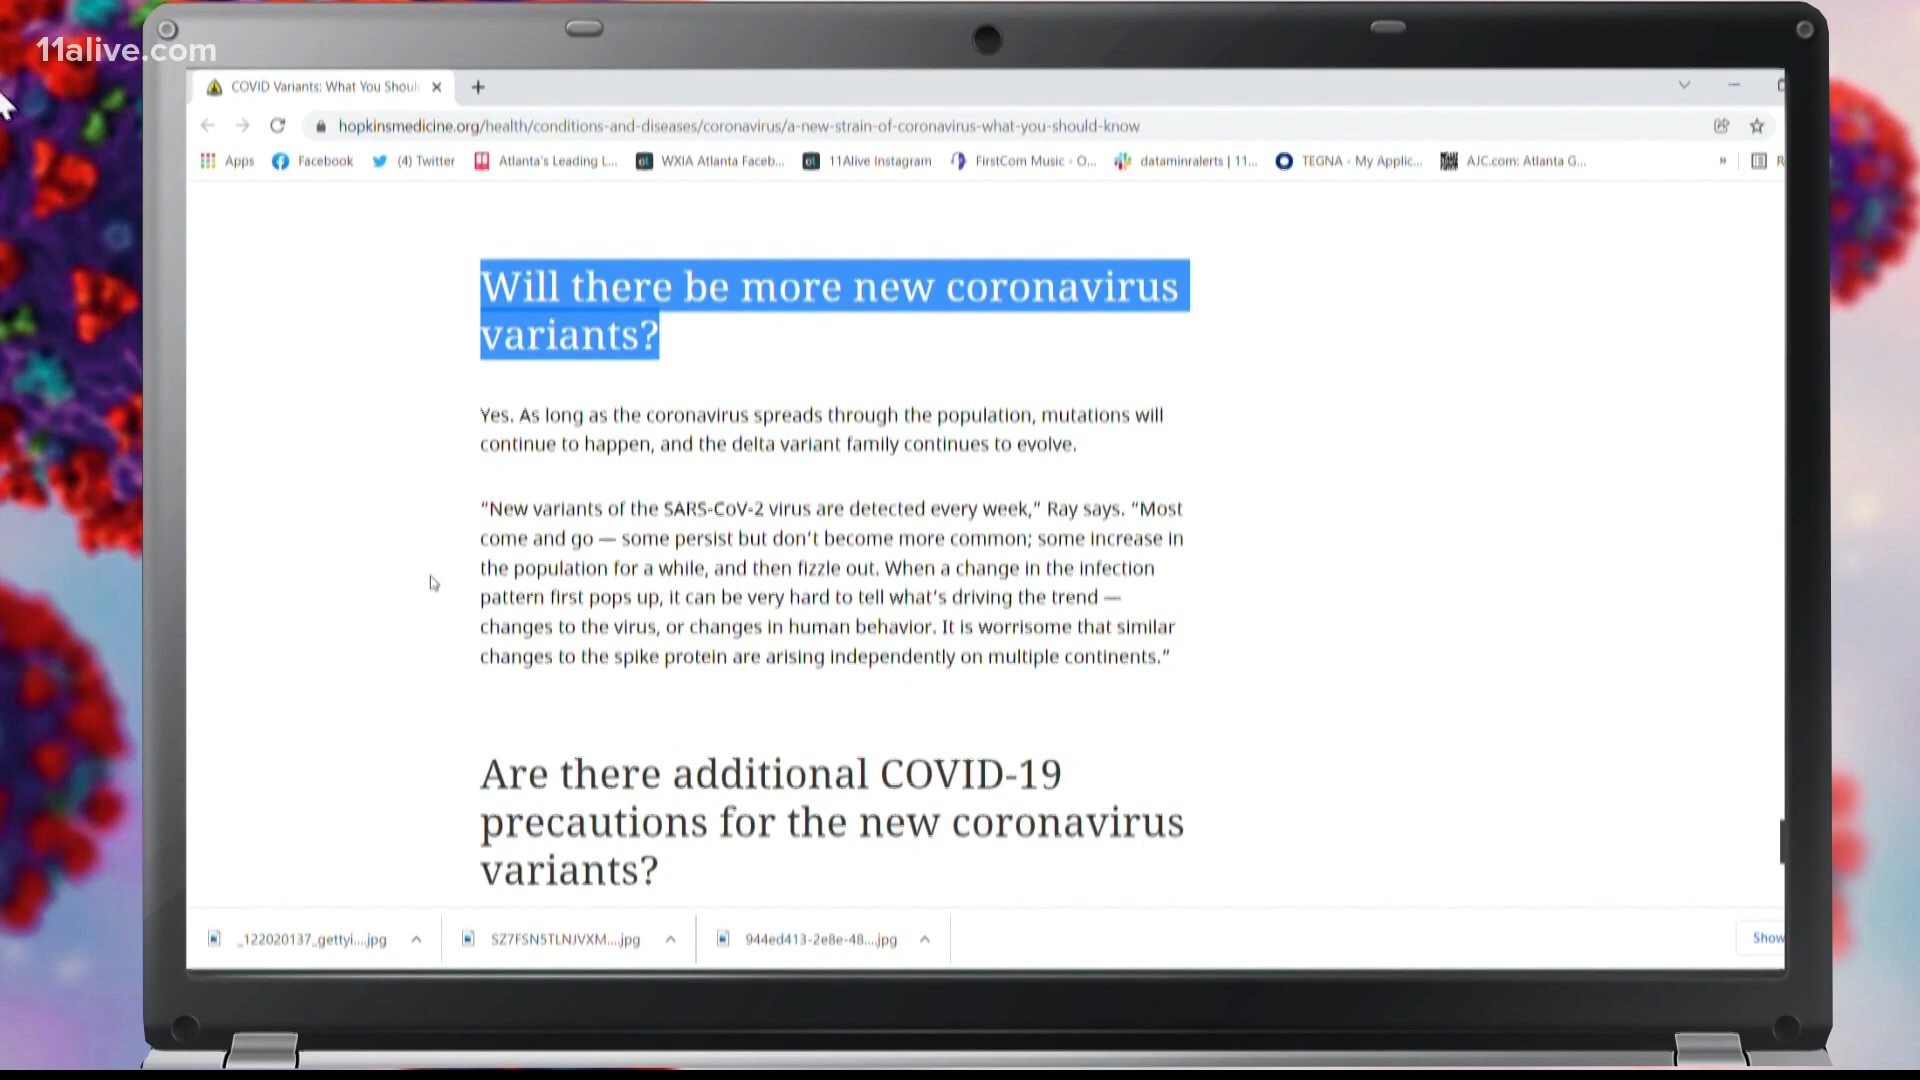 11alive.com
COVID Variants: What You Shoul
hopkinsmedicine.org/health/conditions-and-diseases/coronavirus/a-new-strain-of-coronavirus-what-you-should-know
Apps Facebook (4) Twitter Atlanta's Leading L... WXIA Atlanta Faceb... 11Alive Instagram FirstCom Music - O... dataminralerts | 11... TEGNA - My Applic... AJC.com: Atlanta G... » R
Will there be more new coronavirus
variants?
Yes. As long as the coronavirus spreads through the population, mutations will
continue to happen, and the delta variant family continues to evolve.
“New variants of the SARS-CoV-2 virus are detected every week,” Ray says. “Most
come and go — some persist but don’t become more common; some increase in
the population for a while, and then fizzle out. When a change in the infection
pattern first pops up, it can be very hard to tell what’s driving the trend —
changes to the virus, or changes in human behavior. It is worrisome that similar
changes to the spike protein are arising independently on multiple continents.”
Are there additional COVID-19
precautions for the new coronavirus
variants?
_122020137_gettyi....jpg SZ7FSN5TLNJVXM....jpg 944ed413-2e8e-48....jpg Show